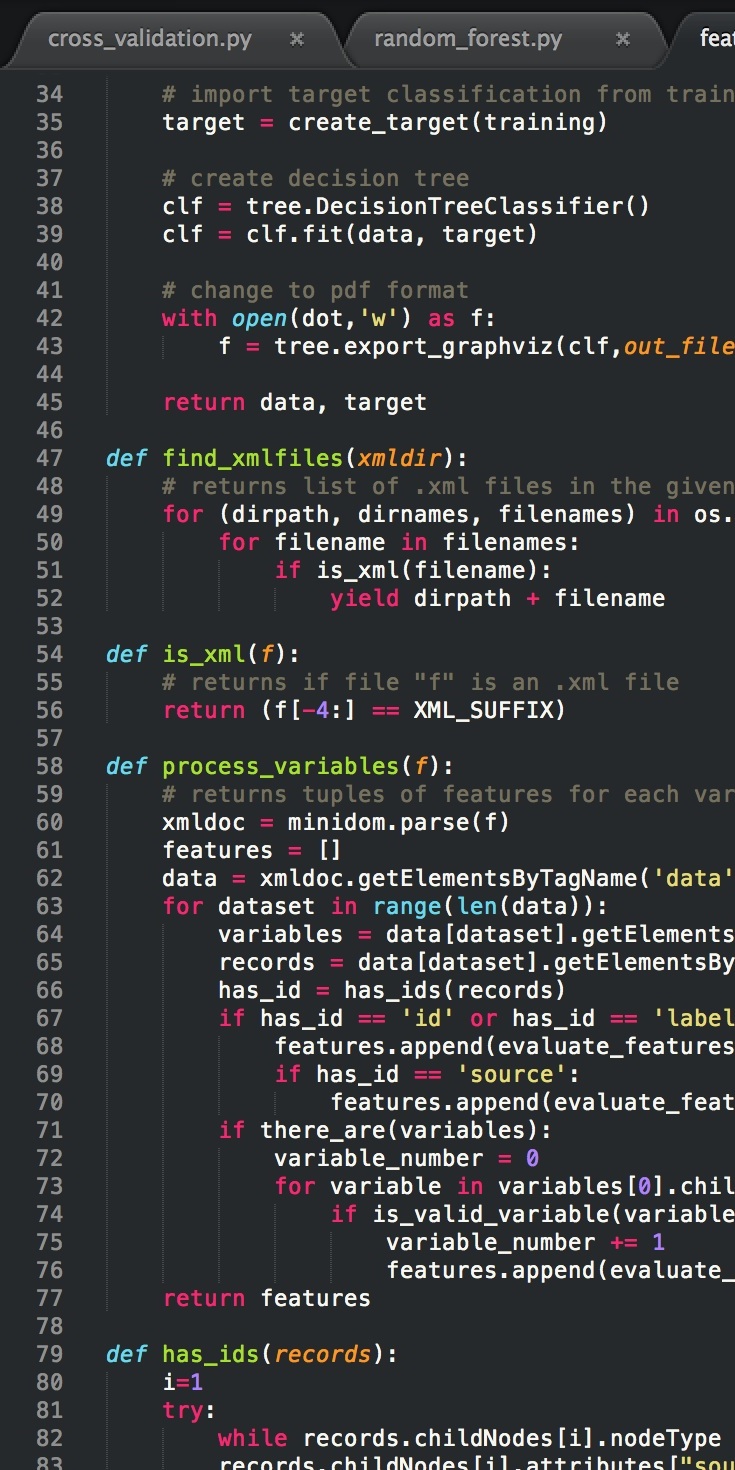 cross_validation.py × random_forest.py × feat
34 # import target classification from train
35 target = create_target(training)
36
37 # create decision tree
38 clf = tree.DecisionTreeClassifier()
39 clf = clf.fit(data, target)
40
41 # change to pdf format
42 with open(dot,'w') as f:
43 f = tree.export_graphviz(clf,out_file
44
45 return data, target
46
47 def find_xmlfiles(xmldir):
48 # returns list of .xml files in the given
49 for (dirpath, dirnames, filenames) in os.
50 for filename in filenames:
51 if is_xml(filename):
52 yield dirpath + filename
53
54 def is_xml(f):
55 # returns if file "f" is an .xml file
56 return (f[-4:] == XML_SUFFIX)
57
58 def process_variables(f):
59 # returns tuples of features for each var
60 xmldoc = minidom.parse(f)
61 features = []
62 data = xmldoc.getElementsByTagName('data'
63 for dataset in range(len(data)):
64 variables = data[dataset].getElements
65 records = data[dataset].getElementsBy
66 has_id = has_ids(records)
67 if has_id == 'id' or has_id == 'label
68 features.append(evaluate_features
69 if has_id == 'source':
70 features.append(evaluate_feat
71 if there_are(variables):
72 variable_number = 0
73 for variable in variables[0].chil
74 if is_valid_variable(variable
75 variable_number += 1
76 features.append(evaluate_
77 return features
78
79 def has_ids(records):
80 i=1
81 try:
82 while records.childNodes[i].nodeType
83 records.childNodes[i].attributes["sou